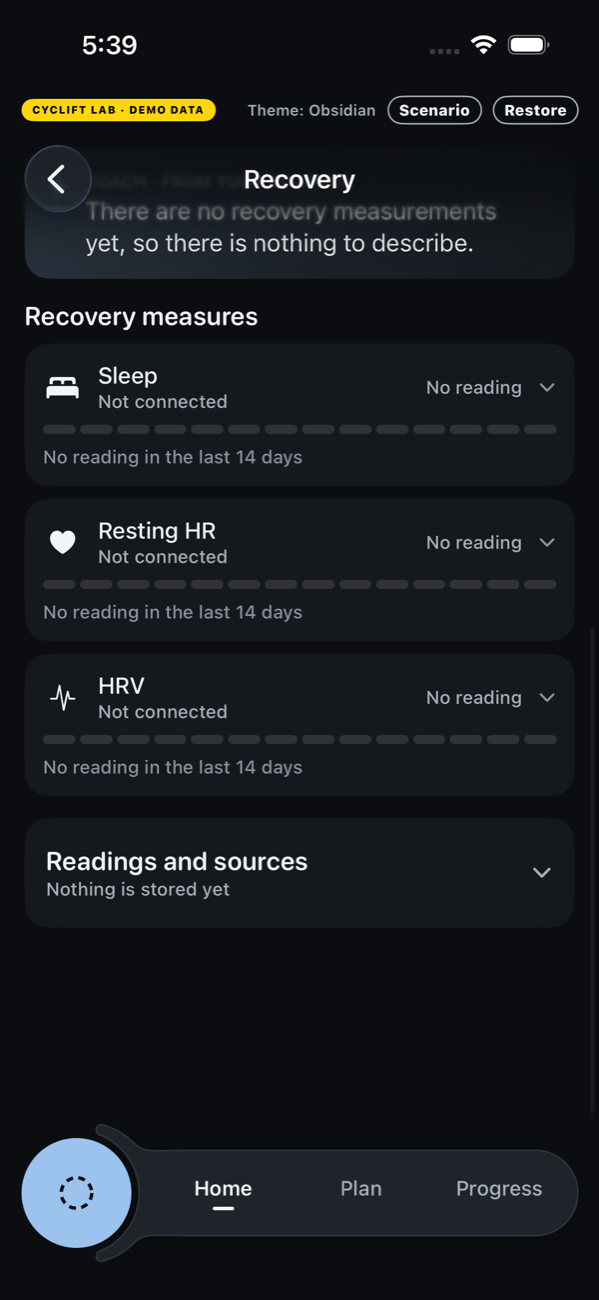 5:39
CYCLIFT LAB · DEMO DATA
Theme: Obsidian
Scenario
Restore
Recovery
There are no recovery measurements
yet, so there is nothing to describe.
Recovery measures
Sleep
Not connected
No reading
No reading in the last 14 days
Resting HR
Not connected
No reading
No reading in the last 14 days
HRV
Not connected
No reading
No reading in the last 14 days
Readings and sources
Nothing is stored yet
Home
Plan
Progress